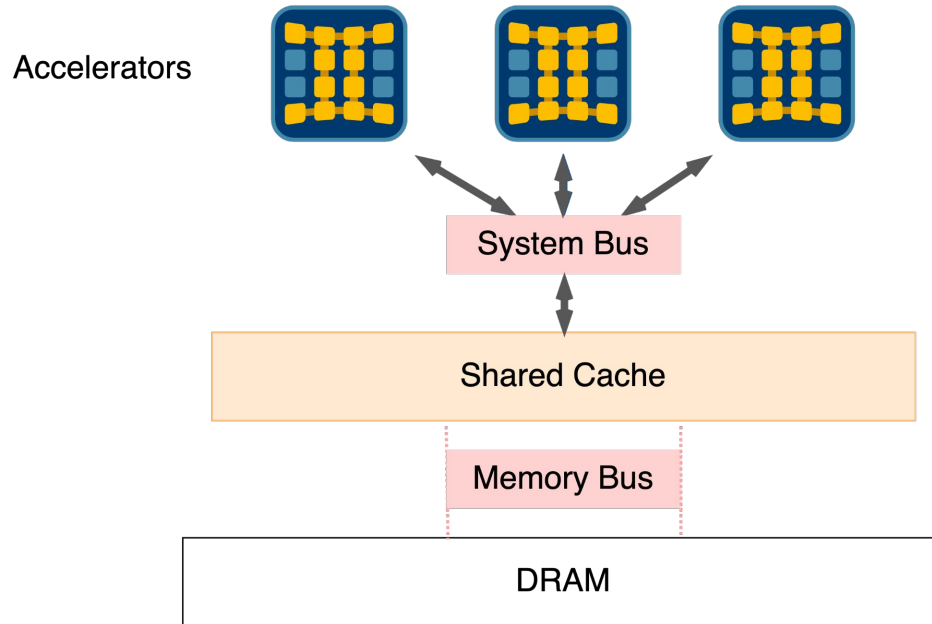 Accelerators
System Bus
Shared Cache
Memory Bus
DRAM